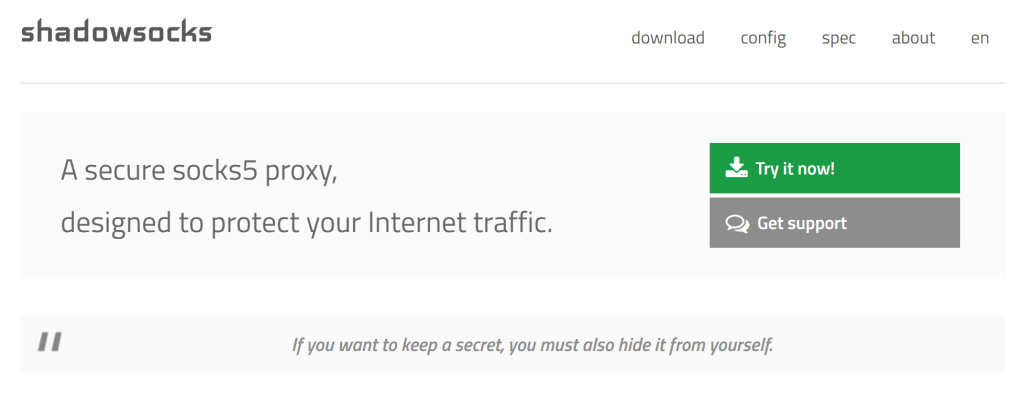 shadowsocks
download config spec about en
A secure socks5 proxy,
designed to protect your Internet traffic.
Try it now!
Get support
" If you want to keep a secret, you must also hide it from yourself.